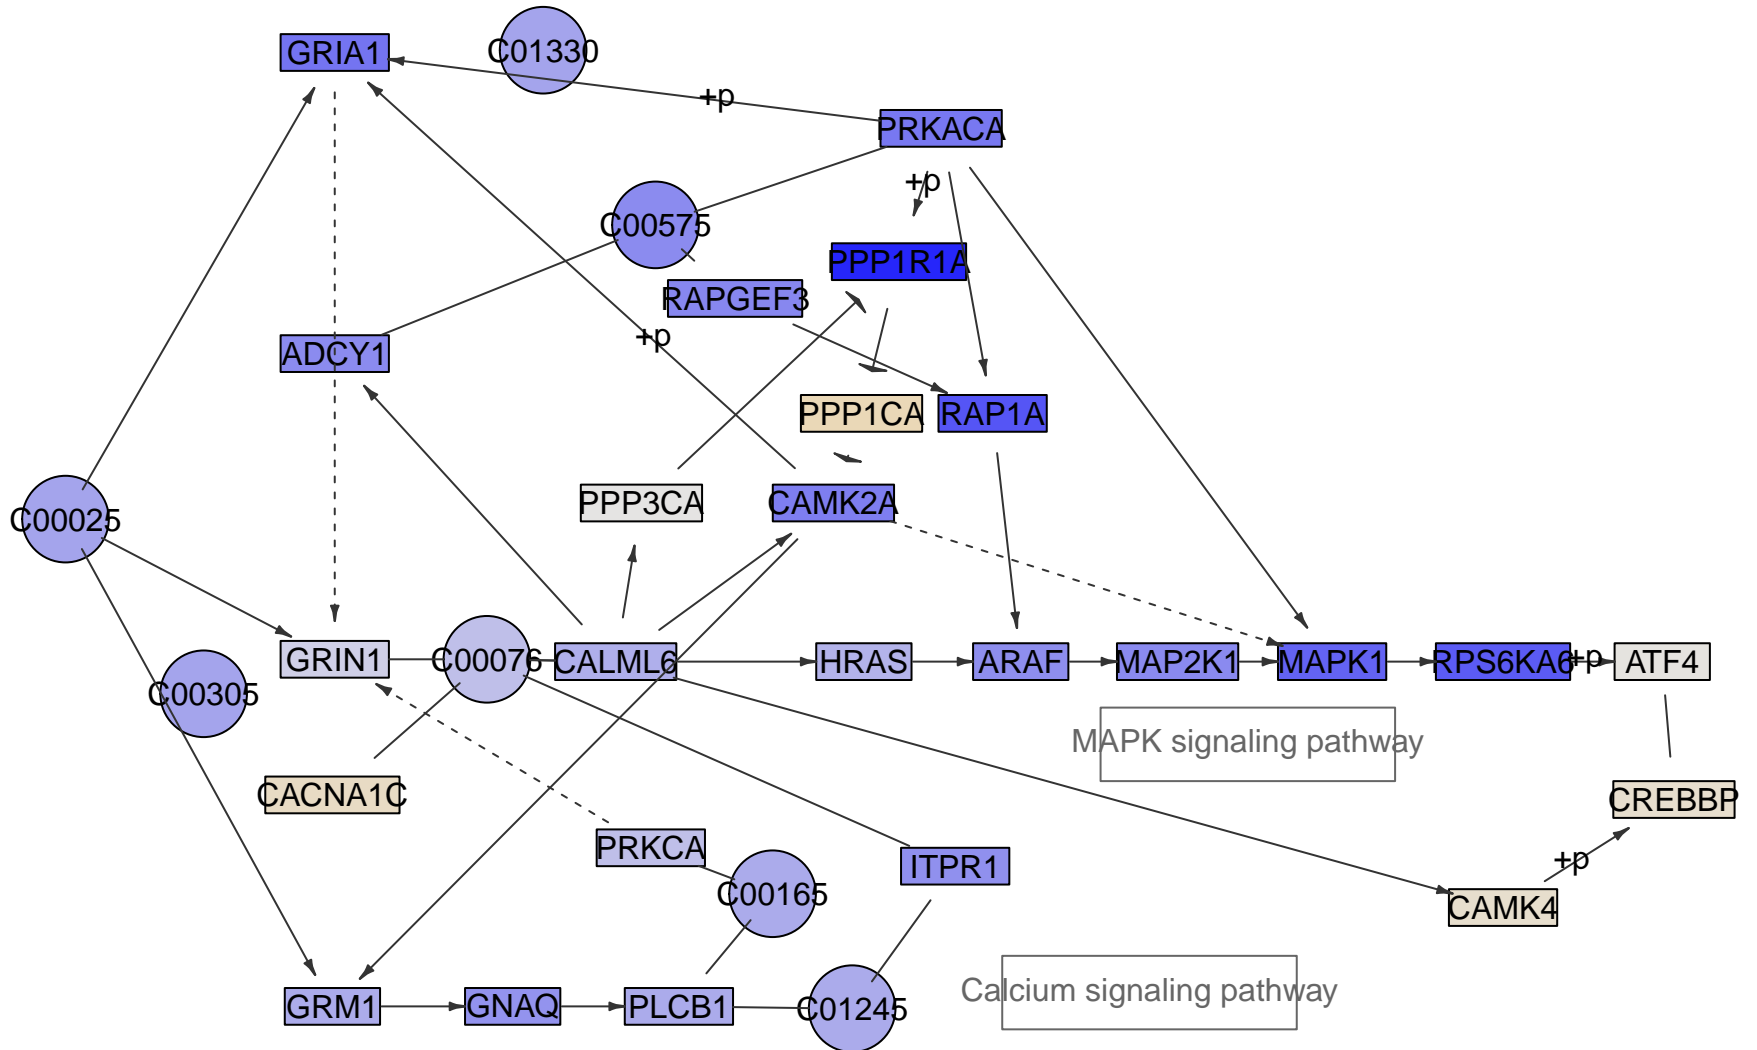 GRIA1
C01330
+p
PRKACA
+p
C00575
PPP1R1A
RAPGEF3
+p
ADCY1
PPP1CA
RAP1A
PPP3CA
CAMK2A
C00025
GRIN1
C00076
CALML6
HRAS
ARAF
MAP2K1
MAPK1
RPS6KA6
+p
ATF4
C00305
MAPK signaling pathway
CACNA1C
CREBBP
PRKCA
ITPR1
+p
C00165
CAMK4
Calcium signaling pathway
GRM1
GNAQ
PLCB1
C01245